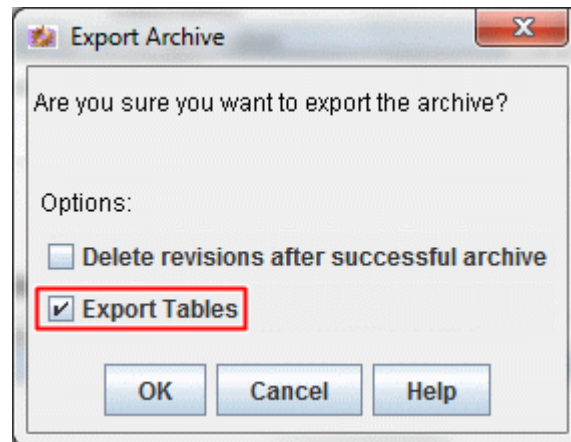 Export Archive
Are you sure you want to export the archive?
Options:
Delete revisions after successful archive
Export Tables
OK Cancel Help